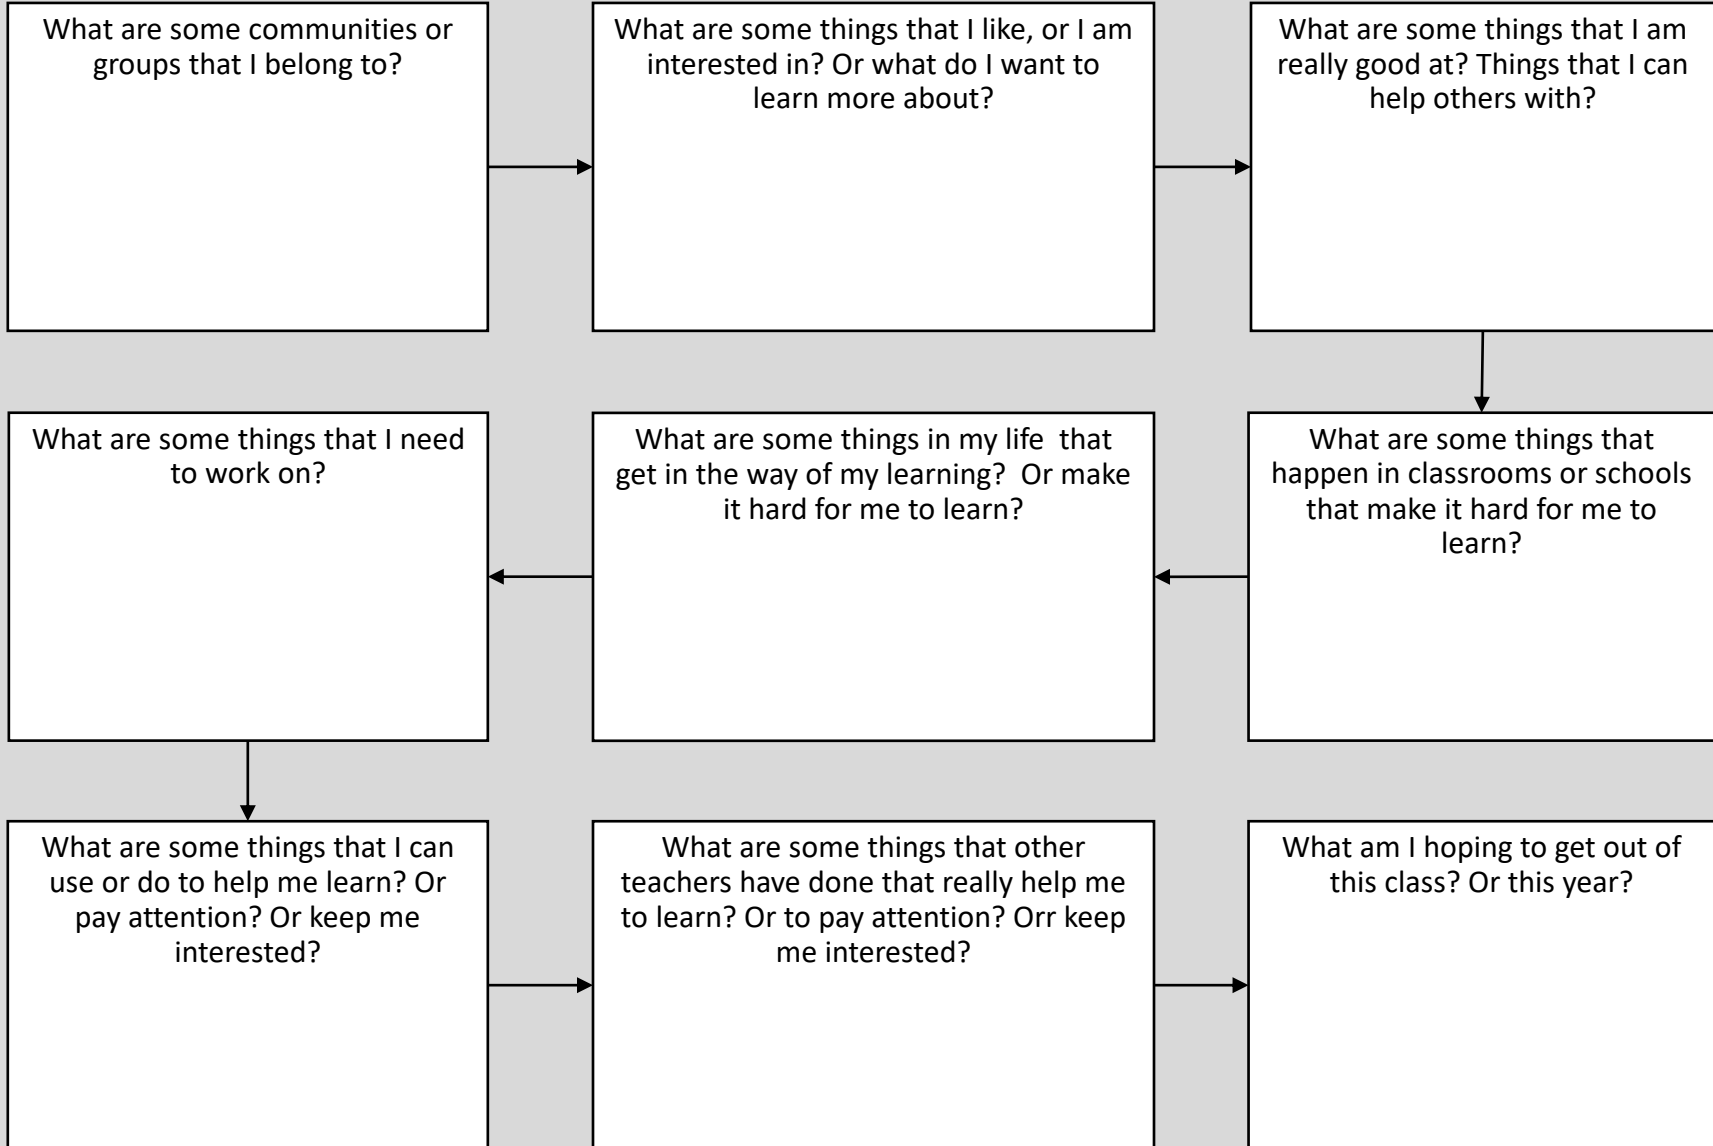 What are some communities or
groups that I belong to?
What are some things that I like, or I am
interested in? Or what do I want to
learn more about?
What are some things that I am
really good at? Things that I can
help others with?
What are some things that
happen in classrooms or schools
that make it hard for me to
learn?
What are some things in my life  that
get in the way of my learning?  Or make
it hard for me to learn?
What are some things that I need
to work on?
What are some things that I can
use or do to help me learn? Or
pay attention? Or keep me
interested?
What are some things that other
teachers have done that really help me
to learn? Or to pay attention? Orr keep
me interested?
What am I hoping to get out of
this class? Or this year?